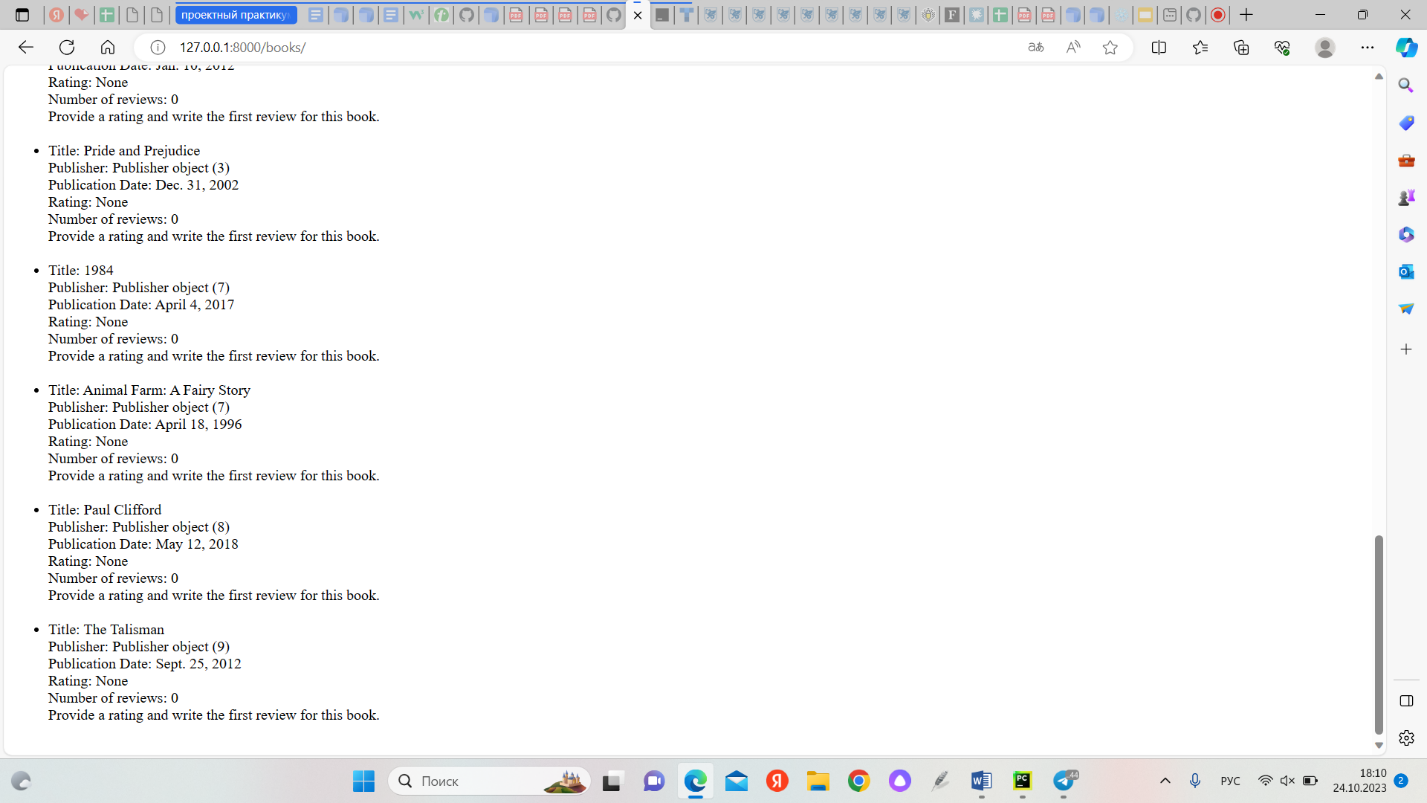 проектный практику
127.0.0.1:8000/books/
Publication Date: Jan. 10, 2012
Rating: None
Number of reviews: 0
Provide a rating and write the first review for this book.
Title: Pride and Prejudice
Publisher: Publisher object (3)
Publication Date: Dec. 31, 2002
Rating: None
Number of reviews: 0
Provide a rating and write the first review for this book.
Title: 1984
Publisher: Publisher object (7)
Publication Date: April 4, 2017
Rating: None
Number of reviews: 0
Provide a rating and write the first review for this book.
Title: Animal Farm: A Fairy Story
Publisher: Publisher object (7)
Publication Date: April 18, 1996
Rating: None
Number of reviews: 0
Provide a rating and write the first review for this book.
Title: Paul Clifford
Publisher: Publisher object (8)
Publication Date: May 12, 2018
Rating: None
Number of reviews: 0
Provide a rating and write the first review for this book.
Title: The Talisman
Publisher: Publisher object (9)
Publication Date: Sept. 25, 2012
Rating: None
Number of reviews: 0
Provide a rating and write the first review for this book.
Поиск
44
РУС
18:10
24.10.2023
2